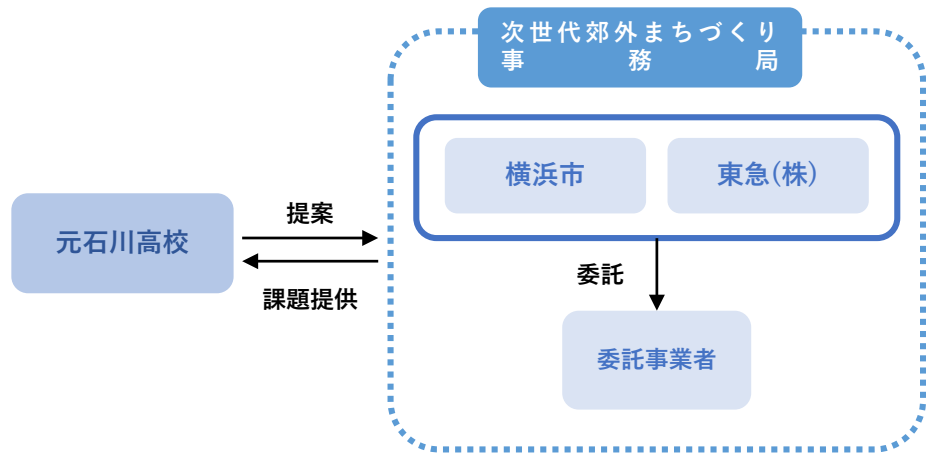 次世代郊外まちづくり
事務局
横浜市
東急(株)
元石川高校
提案
課題提供
委託
委託事業者